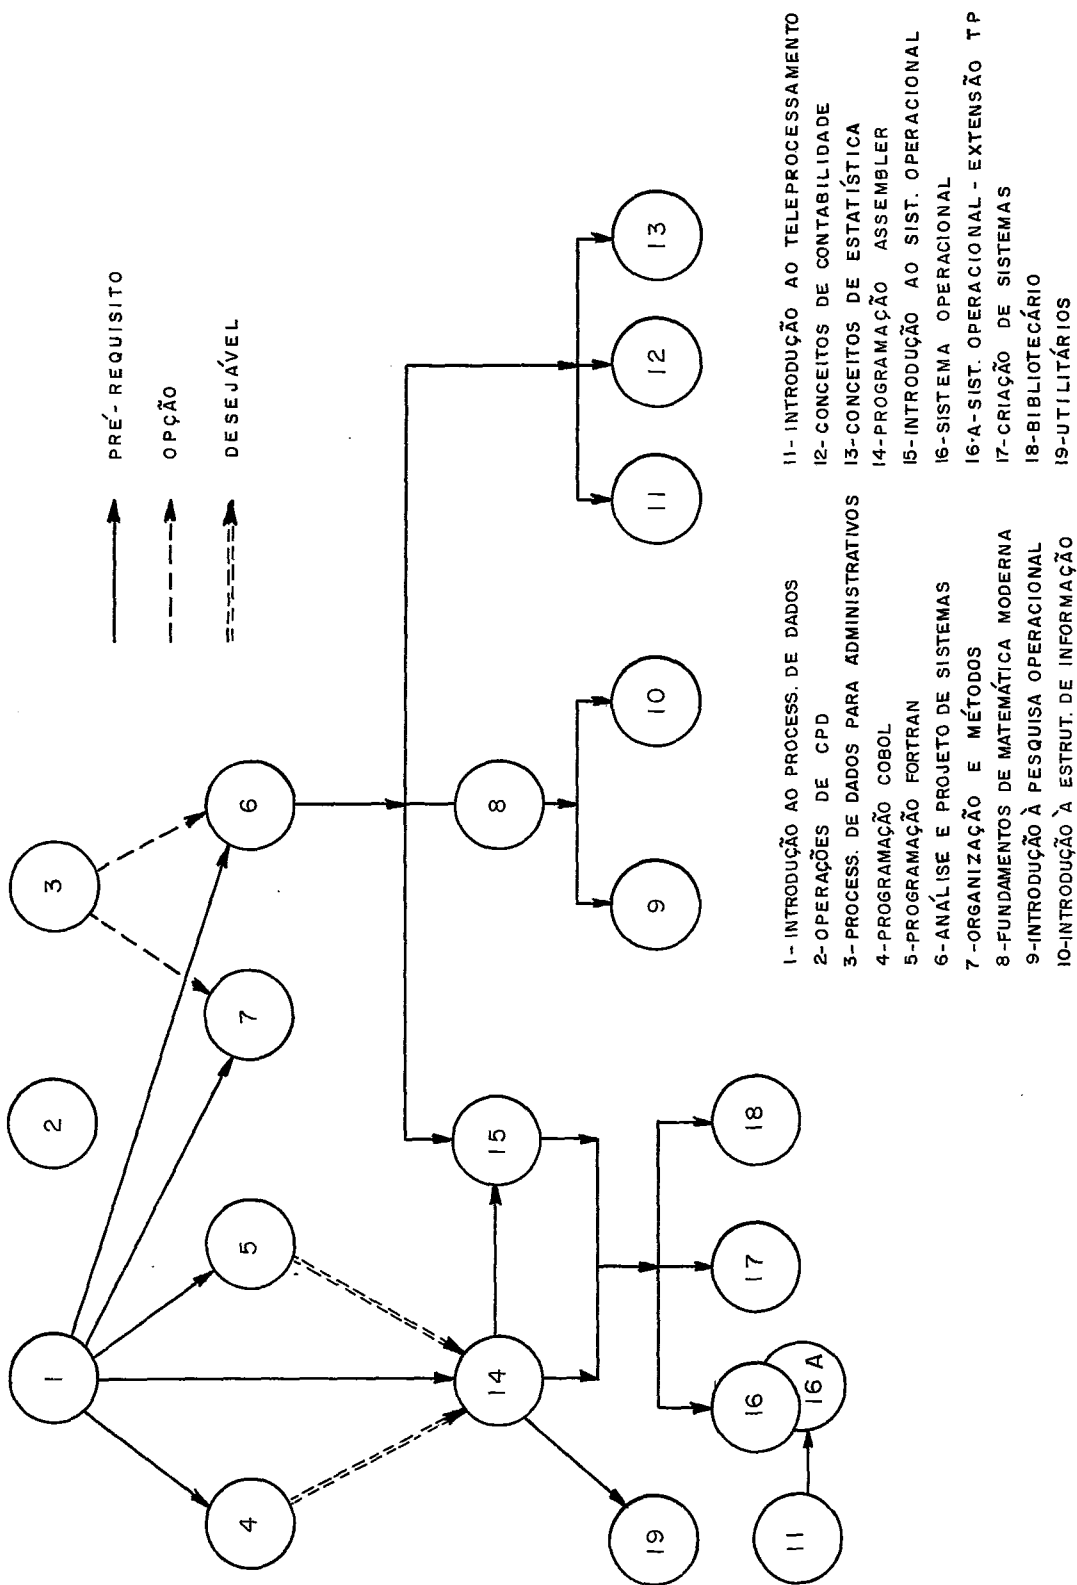 PRÉ-REQUISITO
OPÇÃO
DESEJÁVEL
1
2
3
4
5
7
6
14
15
8
19
9
10
11
12
13
11
16
16 A
17
18
1-INTRODUÇÃO AO PROCESS. DE DADOS
2-OPERAÇÕES DE CPD
3-PROCESS. DE DADOS PARA ADMINISTRATIVOS
4-PROGRAMAÇÃO COBOL
5-PROGRAMAÇÃO FORTRAN
6-ANÁLISE E PROJETO DE SISTEMAS
7-ORGANIZAÇÃO E MÉTODOS
8-FUNDAMENTOS DE MATEMÁTICA MODERNA
9-INTRODUÇÃO À PESQUISA OPERACIONAL
10-INTRODUÇÃO À ESTRUT. DE INFORMAÇÃO
11-INTRODUÇÃO AO TELEPROCESSAMENTO
12-CONCEITOS DE CONTABILIDADE
13-CONCEITOS DE ESTATÍSTICA
14-PROGRAMAÇÃO ASSEMBLER
15-INTRODUÇÃO AO SIST. OPERACIONAL
16-SISTEMA OPERACIONAL
16-A-SIST. OPERACIONAL - EXTENSÃO TP
17-CRIAÇÃO DE SISTEMAS
18-BIBLIOTECÁRIO
19-UTILITÁRIOS